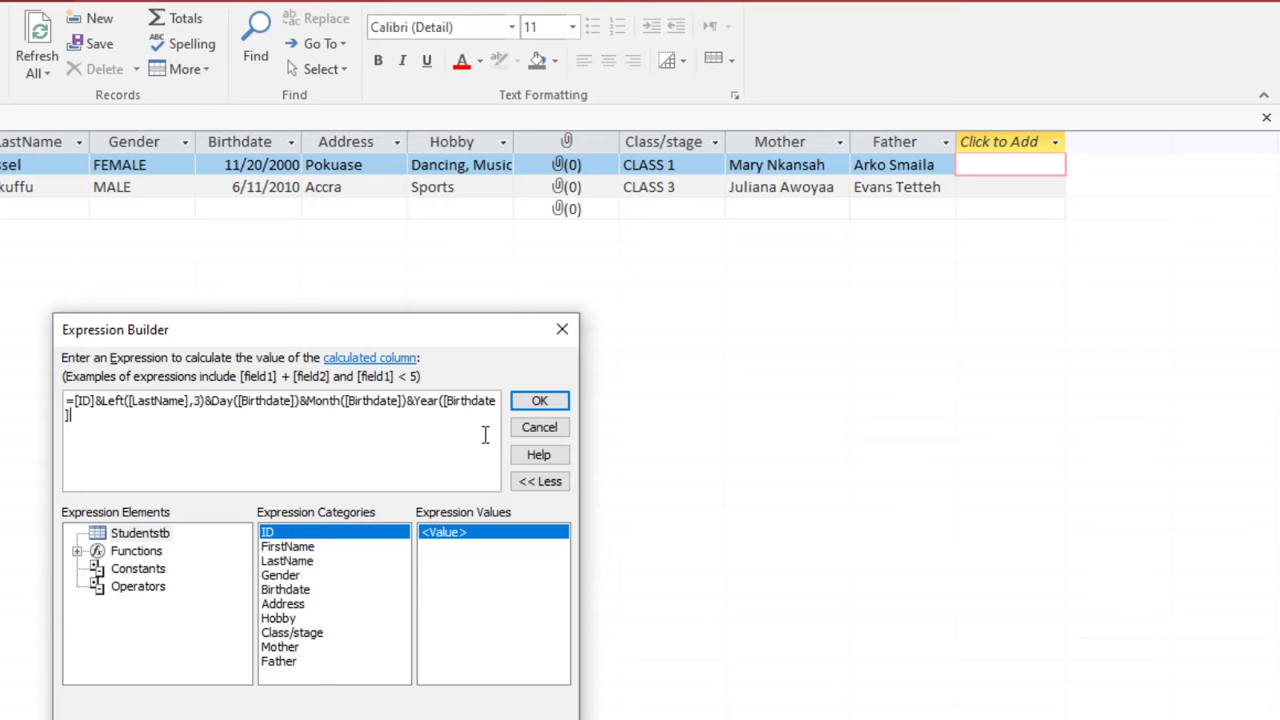 New
Totals
Replace
Calibri (Detail)
11
Refresh
All
Save
Spelling
Find
Go To
Delete
More
Select
B I U A
Records
Find
Text Formatting
LastName Gender Birthdate Address Hobby Class/stage Mother Father Click to Add
ssel FEMALE 11/20/2000 Pokuase Dancing, Music (0) CLASS 1 Mary Nkansah Arko Smaila
kuffu MALE 6/11/2010 Accra Sports (0) CLASS 3 Juliana Awoyaa Evans Tetteh
(0)
Expression Builder
Enter an Expression to calculate the value of the calculated column:
(Examples of expressions include [field1] + [field2] and [field1] < 5)
=[ID]&Left([LastName],3)&Day([Birthdate])&Month([Birthdate])&Year([Birthdate
]
OK
Cancel
Help
<< Less
Expression Elements
Expression Categories
Expression Values
Studentstb
Functions
Constants
Operators
ID
FirstName
LastName
Gender
Birthdate
Address
Hobby
Class/stage
Mother
Father
<Value>